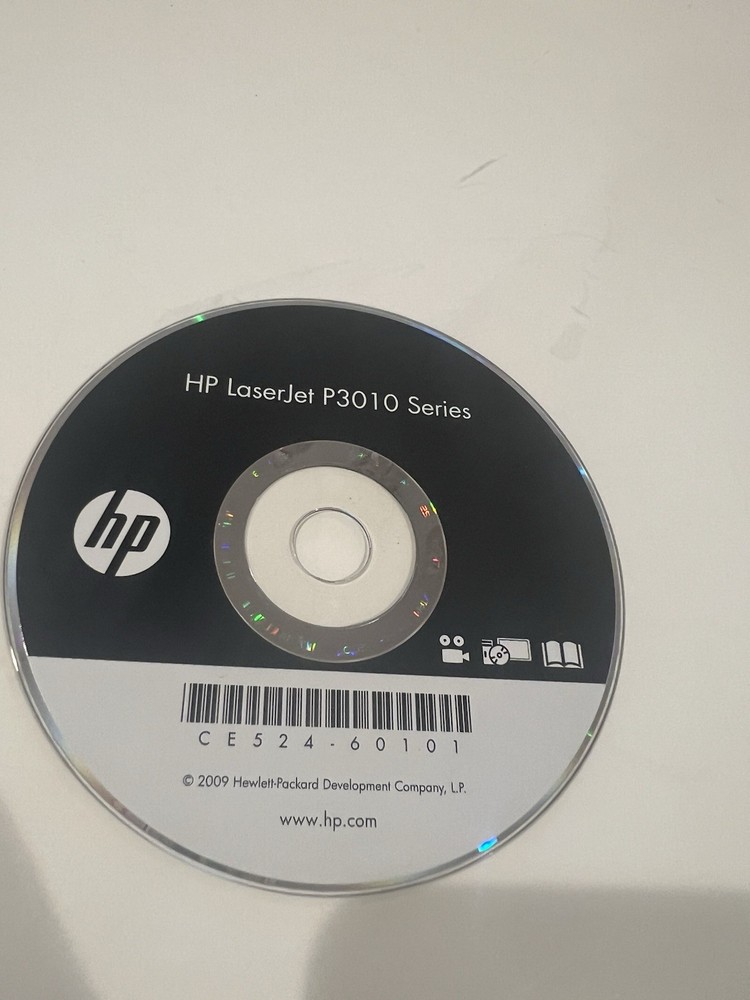 HP LaserJet P3010 Series
hp
CE524-60101
© 2009 Hewlett-Packard Development Company, L.P.
www.hp.com